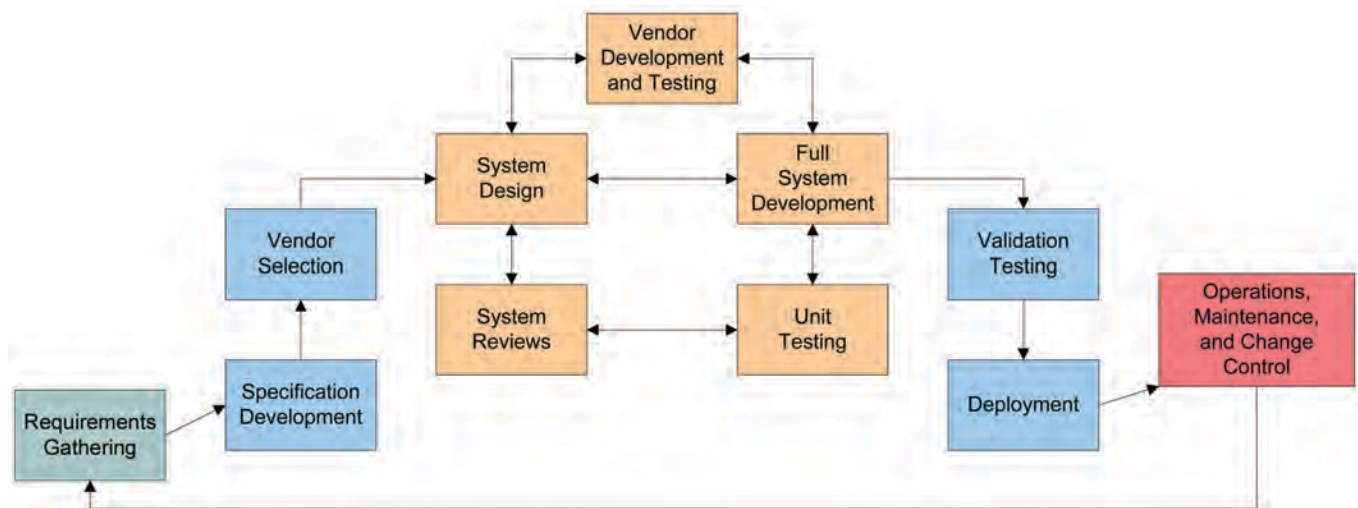 Vendor
Development
and Testing
System
Design
Full
System
Development
Vendor
Selection
Validation
Testing
System
Reviews
Unit
Testing
Operations,
Maintenance,
and Change
Control
Specification
Development
Deployment
Requirements
Gathering